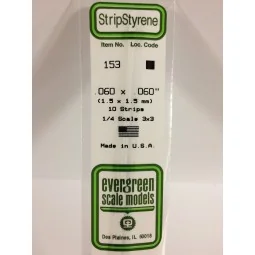 StripStyrene
Item No. Loc. Code
153
.060 x .060"
(1.5 x 1.5 mm)
10 Strips
1/4 Scale 3x3
Made in U.S.A.
evergreen
scale models
Des Plaines, IL 60018